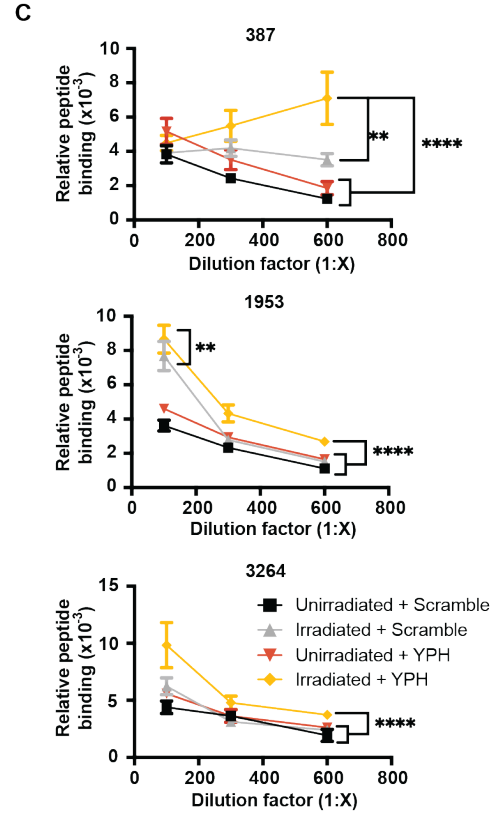 C
387
Relative peptide
binding (x10⁻³)
10
8
6
4
2
0
**
****
0 200 400 600 800
Dilution factor (1:X)
1953
Relative peptide
binding (x10⁻³)
10
8
6
4
2
0
**
****
0 200 400 600 800
Dilution factor (1:X)
3264
Relative peptide
binding (x10⁻³)
15
10
5
0
Unirradiated + Scramble
Irradiated + Scramble
Unirradiated + YPH
Irradiated + YPH
****
0 200 400 600 800
Dilution factor (1:X)